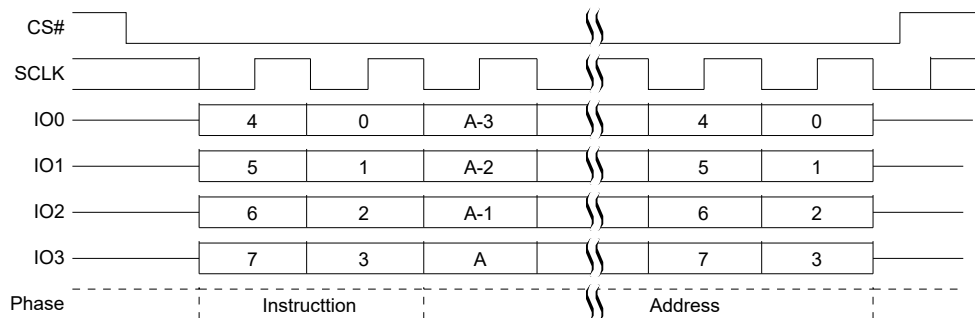 CS#
SCLK
IO0 4 0 A-3 4 0
IO1 5 1 A-2 5 1
IO2 6 2 A-1 6 2
IO3 7 3 A 7 3
Phase Instructtion Address